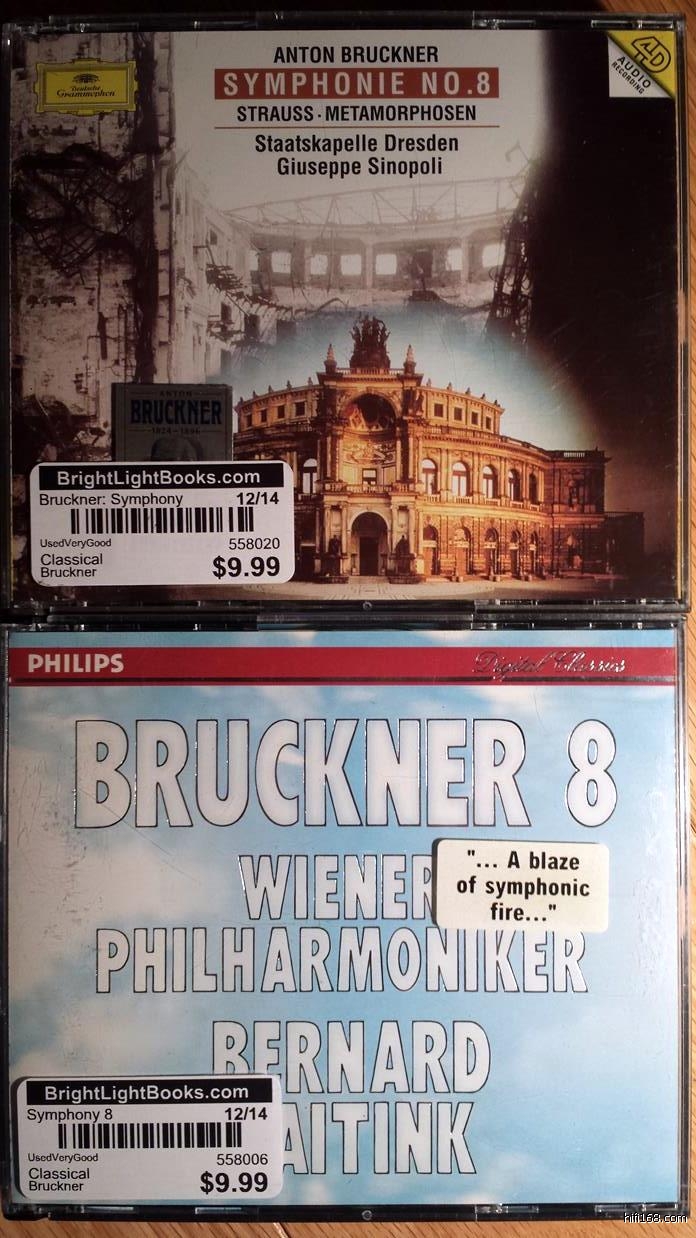 ANTON BRUCKNER
SYMPHONIE NO. 8
STRAUSS · METAMORPHOSEN
Staatskapelle Dresden
Giuseppe Sinopoli
Deutsche
Grammophon
4D
AUDIO
RECORDING
ANTON
BRUCKNER
1824 – 1896
BrightLightBooks.com
Bruckner: Symphony 12/14
UsedVeryGood 558020
Classical
Bruckner $9.99
PHILIPS Digital Classics
BRUCKNER 8
WIENER
"... A blaze
of symphonic
fire..."
PHILHARMONIKER
BERNARD
AITINK
BrightLightBooks.com
Symphony 8 12/14
UsedVeryGood 558006
Classical
Bruckner $9.99
hifi168.com